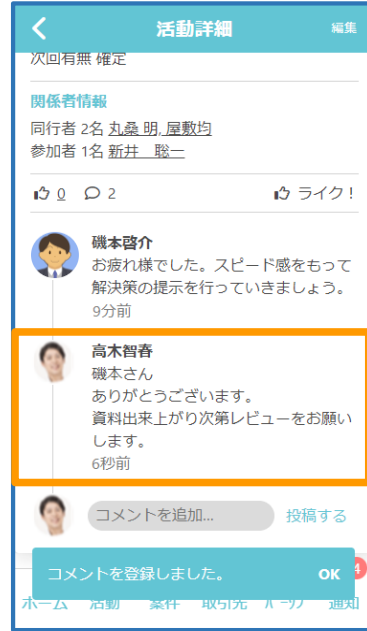 活動詳細
編集
次回有無 確定
関係者情報
同行者 2名 丸桑 明, 屋敷均
参加者 1名 新井　聡一
0 2 ライク！
磯本啓介
お疲れ様でした。スピード感をもって
解決策の提示を行っていきましょう。
9分前
高木智春
磯本さん
ありがとうございます。
資料出来上がり次第レビューをお願い
します。
6秒前
コメントを追加... 投稿する
コメントを登録しました。 OK
4
ホーム 活動 案件 取引先 パーソン 通知